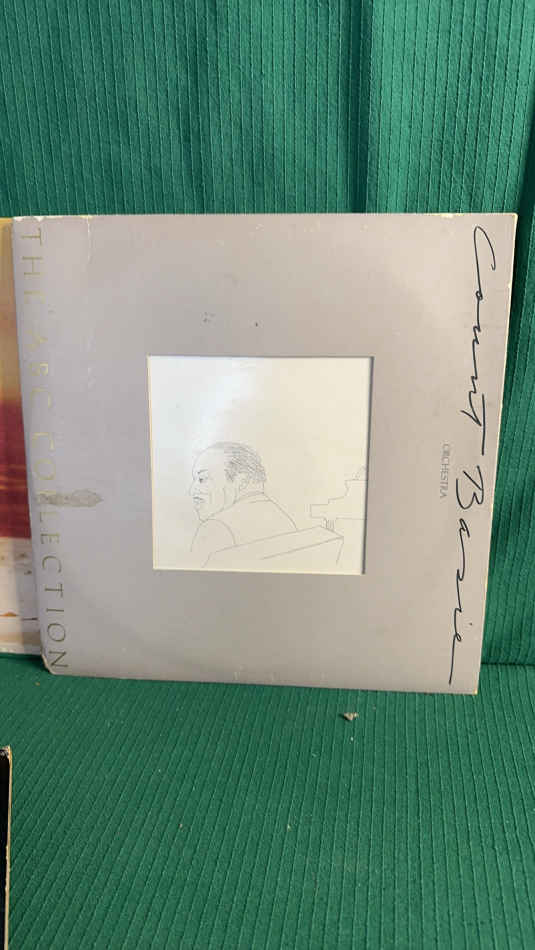 THE ABC COLLECTION
Count Basie
ORCHESTRA